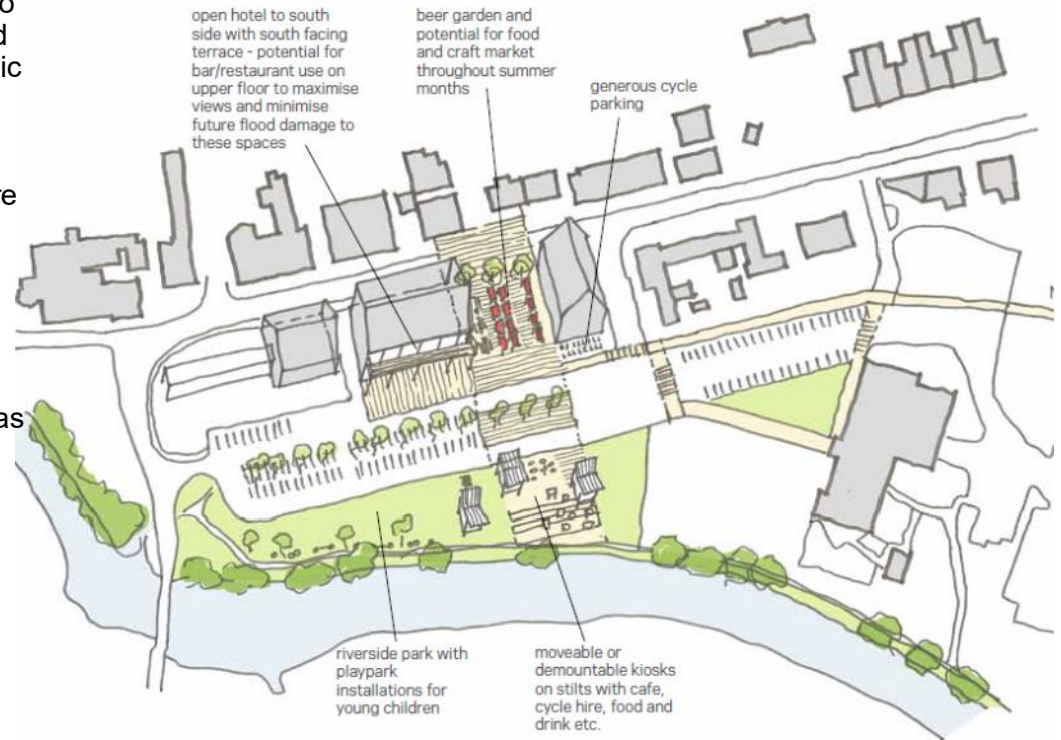 o
d
ic
re
as
open hotel to south
side with south facing
terrace - potential for
bar/restaurant use on
upper floor to maximise
views and minimise
future flood damage to
these spaces
beer garden and
potential for food
and craft market
throughout summer
months
generous cycle
parking
riverside park with
playpark
installations for
young children
moveable or
demountable kiosks
on stilts with cafe,
cycle hire, food and
drink etc.